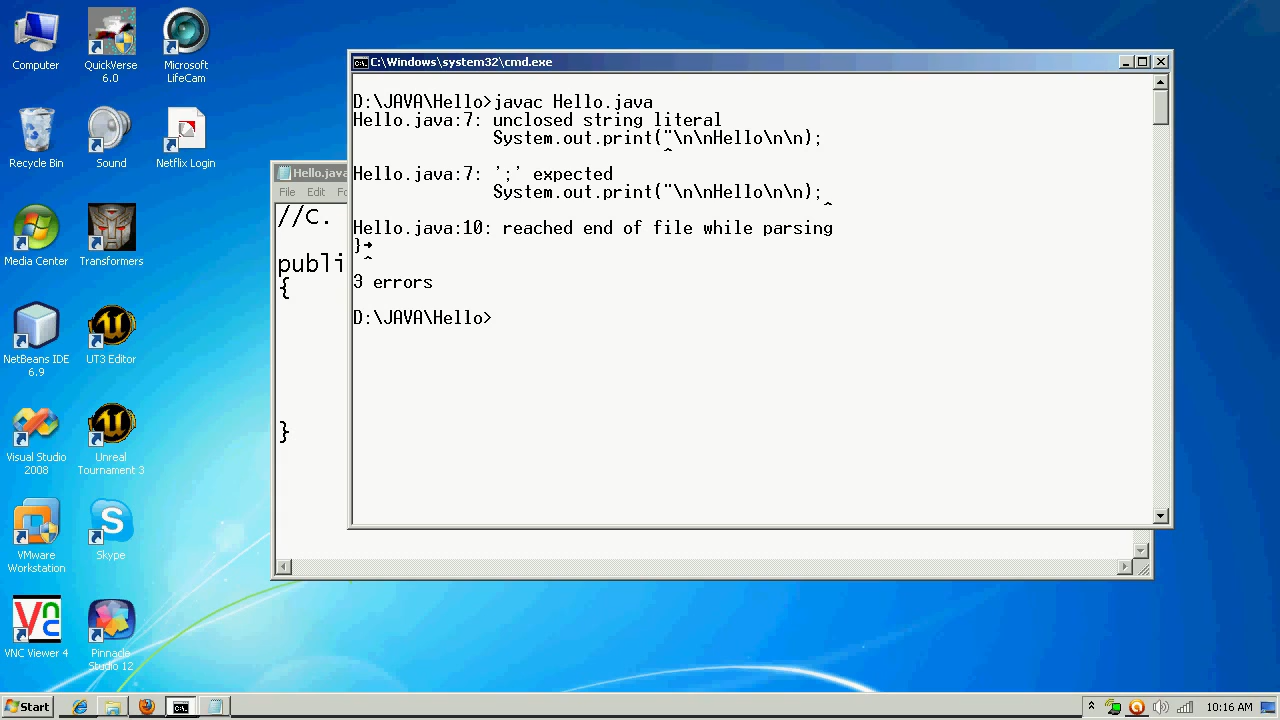 Computer
QuickVerse
6.0
Microsoft
LifeCam
Recycle Bin
Sound
Netflix Login
Media Center
Transformers
NetBeans IDE
6.9
UT3 Editor
Visual Studio
2008
Unreal
Tournament 3
VMware
Workstation
Skype
VNC Viewer 4
Pinnacle
Studio 12
Hello.java
File Edit Fo
//C.
publi
{
}
C:\Windows\system32\cmd.exe
D:\JAVA\Hello>javac Hello.java
Hello.java:7: unclosed string literal
System.out.print("\n\nHello\n\n);
^
Hello.java:7: ';' expected
System.out.print("\n\nHello\n\n);
^
Hello.java:10: reached end of file while parsing
}→
^
3 errors
D:\JAVA\Hello>
Start
10:16 AM